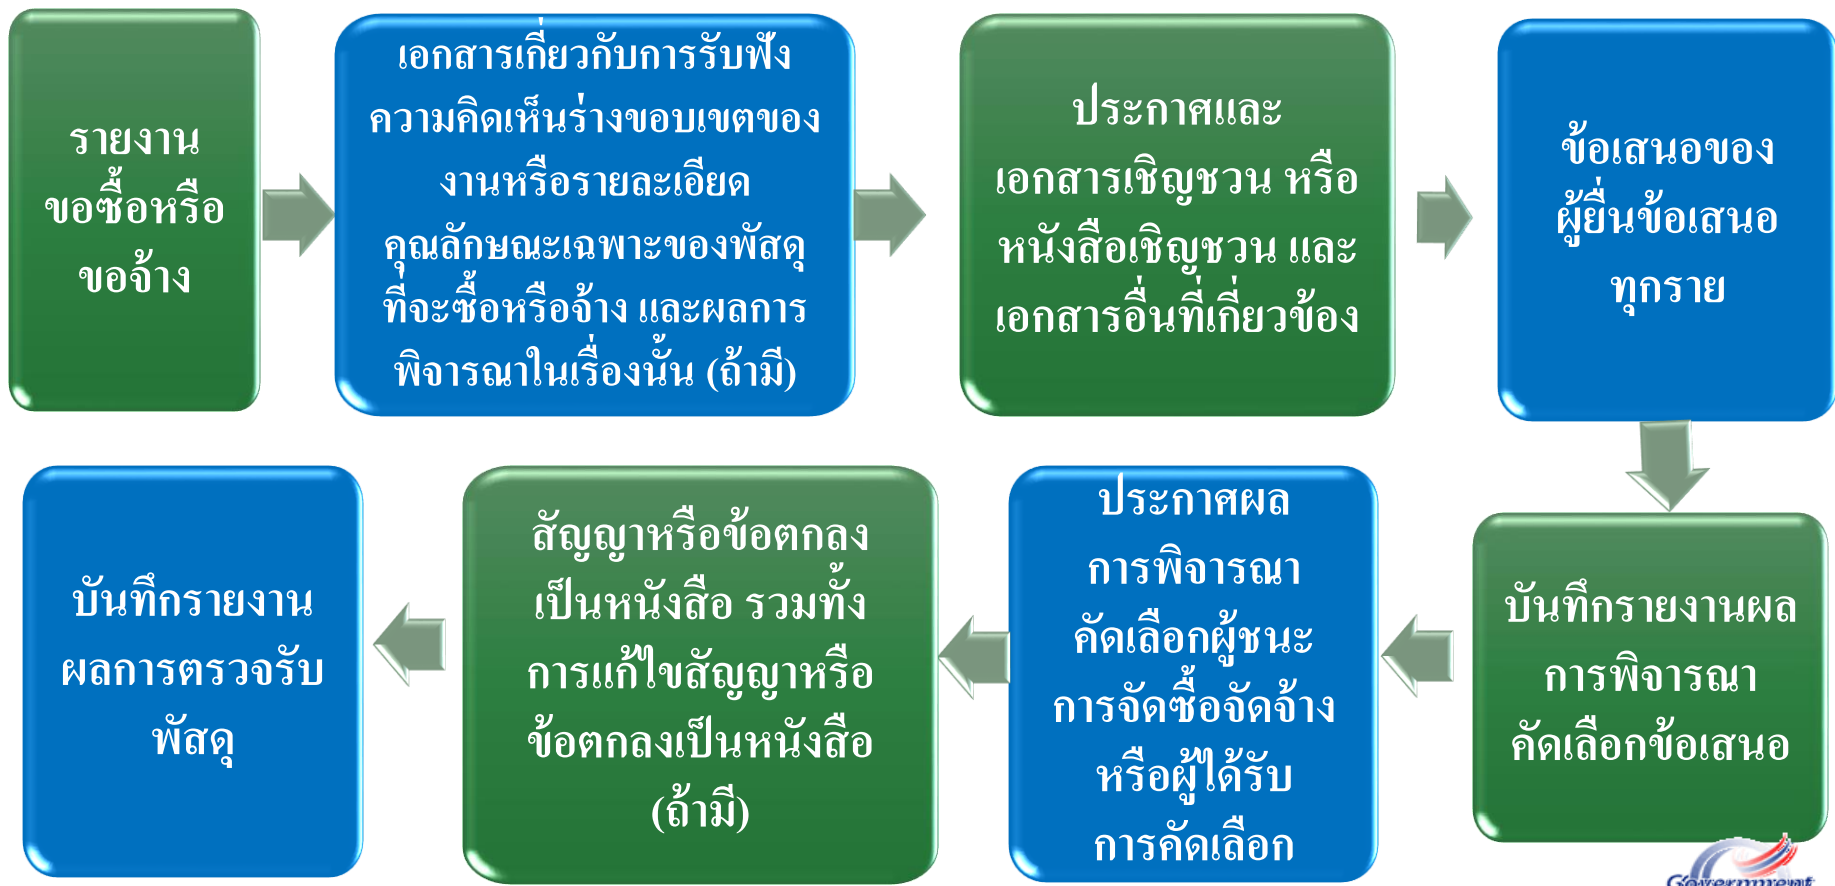 รายงาน
ขอซื้อหรือ
ขอจ้าง
เอกสารเกี่ยวกับการรับฟัง
ความคิดเห็นร่างขอบเขตของ
งานหรือรายละเอียด
คุณลักษณะเฉพาะของพัสดุ
ที่จะซื้อหรือจ้าง และผลการ
พิจารณาในเรื่องนั้น (ถ้ามี)
ประกาศและ
เอกสารเชิญชวน หรือ
หนังสือเชิญชวน และ
เอกสารอื่นที่เกี่ยวข้อง
ข้อเสนอของ
ผู้ยื่นข้อเสนอ
ทุกราย
บันทึกรายงานผล
การพิจารณา
คัดเลือกข้อเสนอ
ประกาศผล
การพิจารณา
คัดเลือกผู้ชนะ
การจัดซื้อจัดจ้าง
หรือผู้ได้รับ
การคัดเลือก
สัญญาหรือข้อตกลง
เป็นหนังสือ รวมทั้ง
การแก้ไขสัญญาหรือ
ข้อตกลงเป็นหนังสือ
(ถ้ามี)
บันทึกรายงาน
ผลการตรวจรับ
พัสดุ
Government